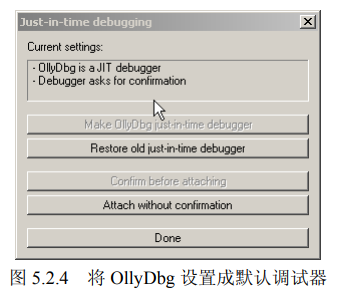 Just-in-time debugging
Current settings:
- OllyDbg is a JIT debugger
- Debugger asks for confirmation
Make OllyDbg just-in-time debugger
Restore old just-in-time debugger
Confirm before attaching
Attach without confirmation
Done
图 5.2.4 将 OllyDbg 设置成默认调试器